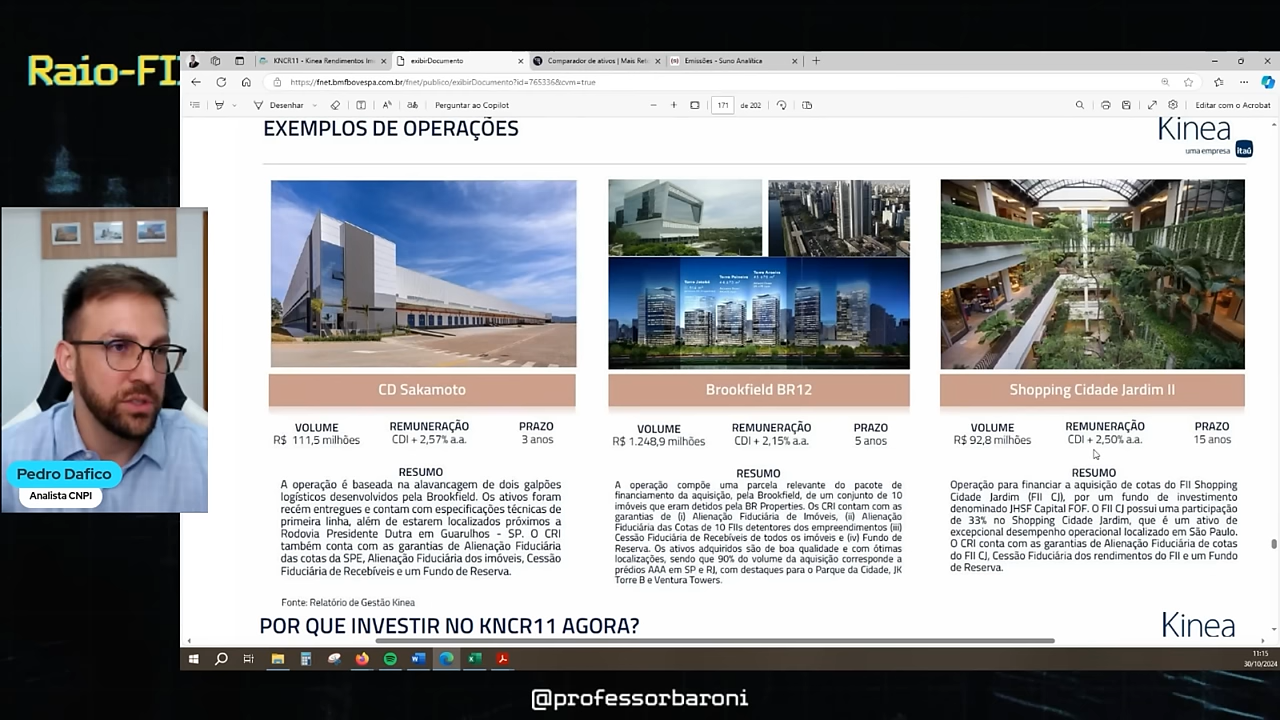 Raio-FI
KNCR11 - Kinea Rendimentos Im
exibirDocumento
Comparador de ativos | Mais Ret
Emissões - Suno Analítica
https://fnet.bmfbovespa.com.br/fnet/publico/exibirDocumento?id=765336&cvm=true
Desenhar
Perguntar ao Copilot
171
de 202
Editar com o Acrobat
EXEMPLOS DE OPERAÇÕES
Kinea
uma empresa
itaú
CD Sakamoto
VOLUME
R$ 111,5 milhões
REMUNERAÇÃO
CDI + 2,57% a.a.
PRAZO
3 anos
RESUMO
A operação é baseada na alavancagem de dois galpões
logísticos desenvolvidos pela Brookfield. Os ativos foram
recém entregues e contam com especificações técnicas de
primeira linha, além de estarem localizados próximos a
Rodovia Presidente Dutra em Guarulhos - SP. O CRI
também conta com as garantias de Alienação Fiduciária
das cotas da SPE, Alienação Fiduciária dos imóveis, Cessão
Fiduciária de Recebíveis e um Fundo de Reserva.
Brookfield BR12
VOLUME
R$ 1.248,9 milhões
REMUNERAÇÃO
CDI + 2,15% a.a.
PRAZO
5 anos
RESUMO
A operação compõe uma parcela relevante do pacote de
financiamento da aquisição, pela Brookfield, de um conjunto de 10
imóveis que eram detidos pela BR Properties. Os CRI contam com as
garantias de (i) Alienação Fiduciária de Imóveis, (ii) Alienação
Fiduciária das Cotas de 10 FIIs detentores dos empreendimentos (iii)
Cessão Fiduciária de Recebíveis de todos os imóveis e (iv) Fundo de
Reserva. Os ativos adquiridos são de boa qualidade e com ótimas
localizações, sendo que 90% do volume da aquisição corresponde a
prédios AAA em SP e RJ, com destaques para o Parque da Cidade, JK
Torre B e Ventura Towers.
Shopping Cidade Jardim II
VOLUME
R$ 92,8 milhões
REMUNERAÇÃO
CDI + 2,50% a.a.
PRAZO
15 anos
RESUMO
Operação para financiar a aquisição de cotas do FII Shopping
Cidade Jardim (FII CJ), por um fundo de investimento
denominado JHSF Capital FOF. O FII CJ possui uma participação
de 33% no Shopping Cidade Jardim, que é um ativo de
excepcional desempenho operacional localizado em São Paulo.
O CRI conta com as garantias de Alienação Fiduciária de cotas
do FII CJ, Cessão Fiduciária dos rendimentos do FII e um Fundo
de Reserva.
Fonte: Relatório de Gestão Kinea
POR QUE INVESTIR NO KNCR11 AGORA?
Kinea
Pedro Dafico
Analista CNPI
11:15
30/10/2024
@professorbaroni